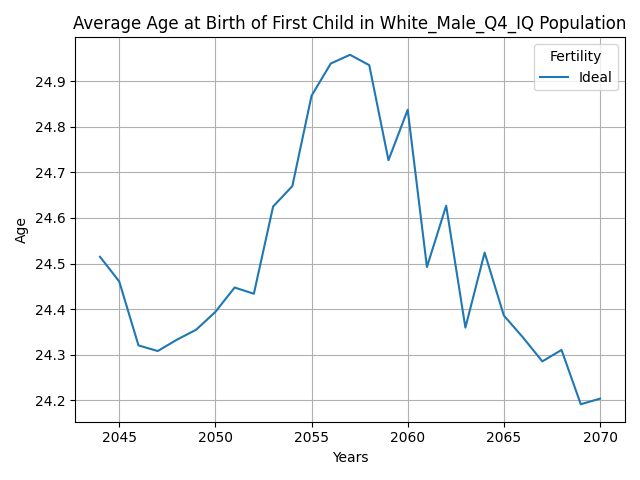 Average Age at Birth of First Child in White_Male_Q4_IQ Population
Fertility
Ideal
24.9
24.8
24.7
24.6
24.5
24.4
24.3
24.2
Age
2045 2050 2055 2060 2065 2070
Years